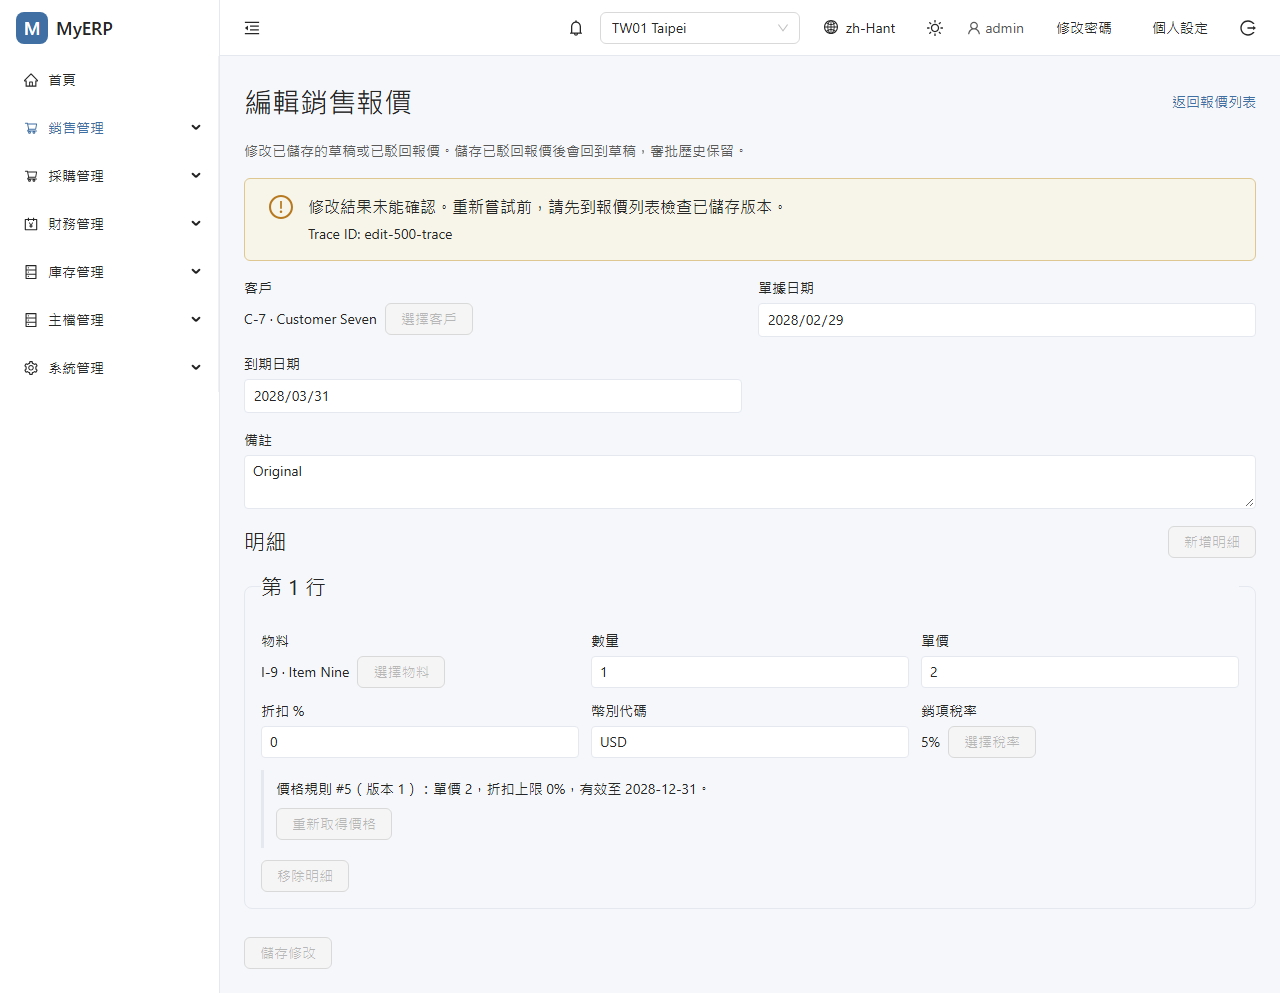 M MyERP
TW01 Taipei
zh-Hant
admin
修改密碼
個人設定
首頁
銷售管理
採購管理
財務管理
庫存管理
主檔管理
系統管理
編輯銷售報價
返回報價列表
修改已儲存的草稿或已駁回報價。儲存已駁回報價後會回到草稿，審批歷史保留。
修改結果未能確認。重新嘗試前，請先到報價列表檢查已儲存版本。
Trace ID: edit-500-trace
客戶
單據日期
C-7 · Customer Seven 選擇客戶
2028/02/29
到期日期
2028/03/31
備註
Original
明細
新增明細
第 1 行
物料
數量
單價
I-9 · Item Nine 選擇物料
1
2
折扣 %
幣別代碼
銷項稅率
0
USD
5% 選擇稅率
價格規則 #5（版本 1）：單價 2，折扣上限 0%，有效至 2028-12-31。
重新取得價格
移除明細
儲存修改